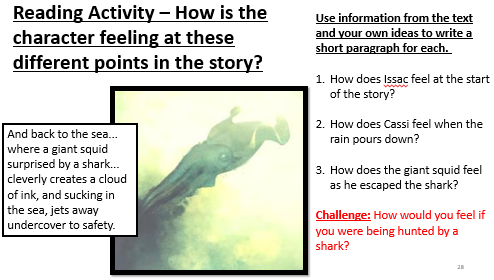 Reading Activity – How is the
character feeling at these
different points in the story?
And back to the sea...
where a giant squid
surprised by a shark...
cleverly creates a cloud
of ink, and sucking in
the sea, jets away
undercover to safety.
Use information from the text
and your own ideas to write a
short paragraph for each.
1. How does Issac feel at the start
of the story?
2. How does Cassi feel when the
rain pours down?
3. How does the giant squid feel
as he escaped the shark?
Challenge: How would you feel if
you were being hunted by a
shark?
28